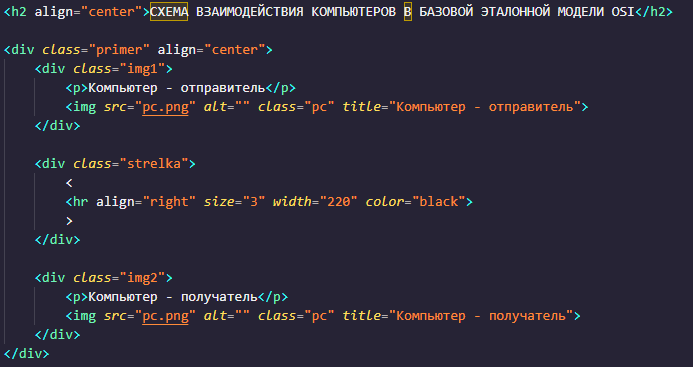 <h2 align="center">СХЕМА ВЗАИМОДЕЙСТВИЯ КОМПЬЮТЕРОВ В БАЗОВОЙ ЭТАЛОННОЙ МОДЕЛИ OSI</h2>
<div class="primer" align="center">
<div class="img1">
<p>Компьютер - отправитель</p>
<img src="pc.png" alt="" class="pc" title="Компьютер - отправитель">
</div>
<div class="strelka">
<
<hr align="right" size="3" width="220" color="black">
>
</div>
<div class="img2">
<p>Компьютер - получатель</p>
<img src="pc.png" alt="" class="pc" title="Компьютер - получатель">
</div>
</div>